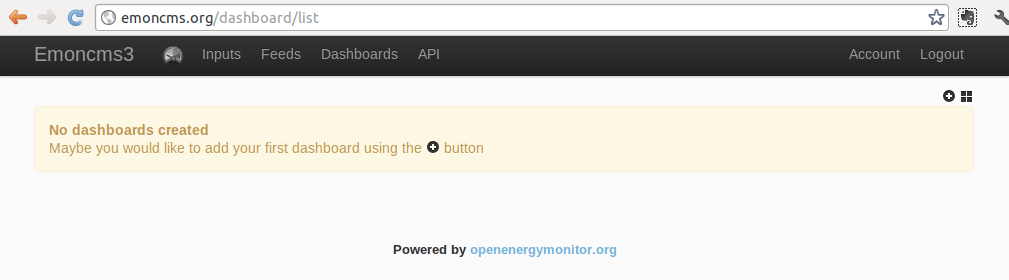 emoncms.org/dashboard/list
Emoncms3 Inputs Feeds Dashboards API Account Logout
No dashboards created
Maybe you would like to add your first dashboard using the button
Powered by openenergymonitor.org